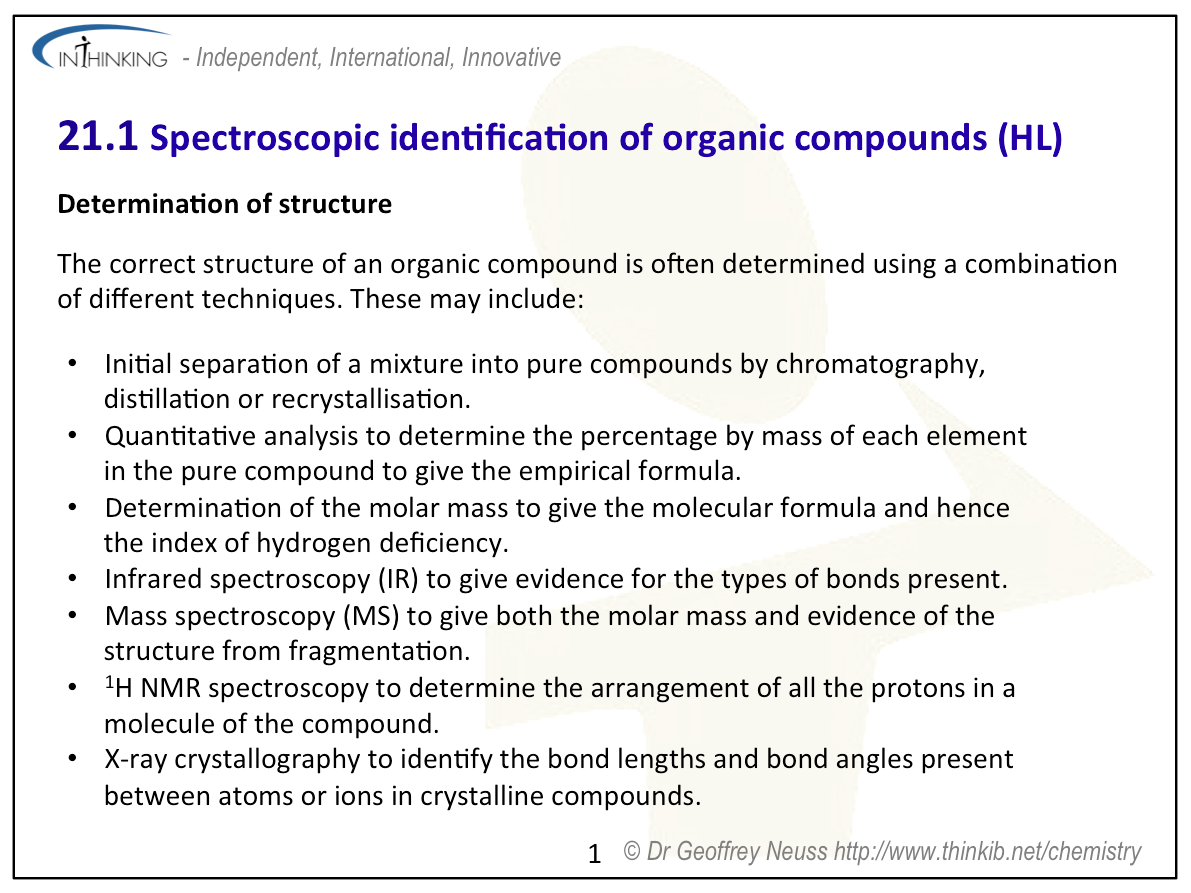 INTHINKING - Independent, International, Innovative
21.1 Spectroscopic identification of organic compounds (HL)
Determination of structure
The correct structure of an organic compound is often determined using a combination
of different techniques. These may include:
• Initial separation of a mixture into pure compounds by chromatography,
distillation or recrystallisation.
• Quantitative analysis to determine the percentage by mass of each element
in the pure compound to give the empirical formula.
• Determination of the molar mass to give the molecular formula and hence
the index of hydrogen deficiency.
• Infrared spectroscopy (IR) to give evidence for the types of bonds present.
• Mass spectroscopy (MS) to give both the molar mass and evidence of the
structure from fragmentation.
• ¹H NMR spectroscopy to determine the arrangement of all the protons in a
molecule of the compound.
• X-ray crystallography to identify the bond lengths and bond angles present
between atoms or ions in crystalline compounds.
1 © Dr Geoffrey Neuss http://www.thinkib.net/chemistry